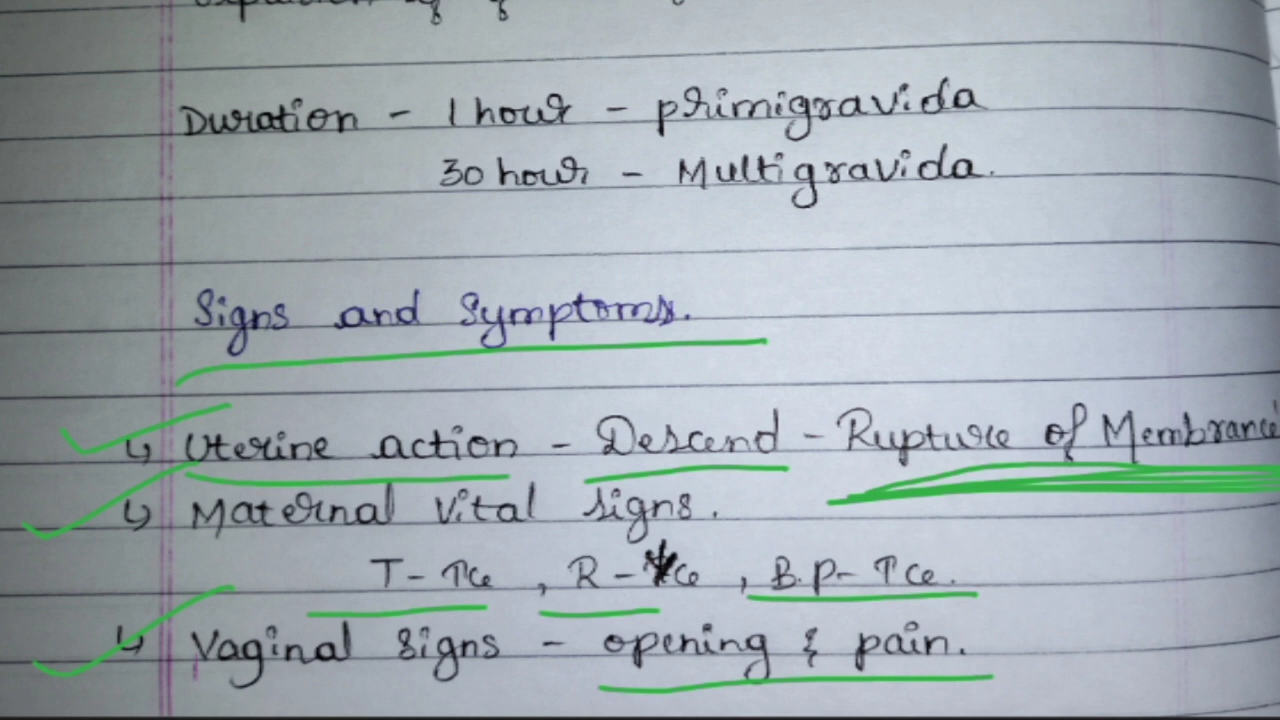 Duration - 1 hour - primigravida
30 hour - Multigravida.
Signs and Symptoms.
↳ Uterine action - Descend - Rupture of Membrance
↳ Maternal Vital signs.
T - ↑ce , R - ce , B.P - ↑ce.
↳ Vaginal signs - opening & pain.